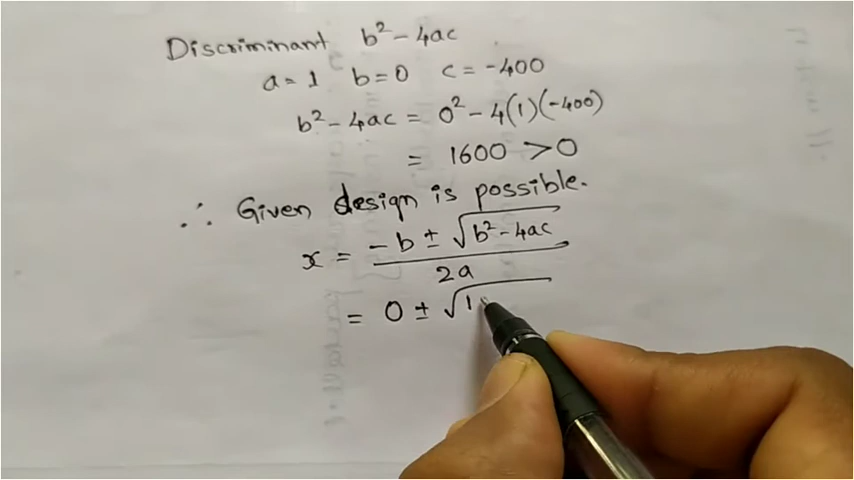 Discriminant b² - 4ac
a = 1 b = 0 c = -400
b² - 4ac = 0² - 4(1)(-400)
= 1600 > 0
∴ Given design is possible.
x = -b ± √b² - 4ac
2a
= 0 ± √1